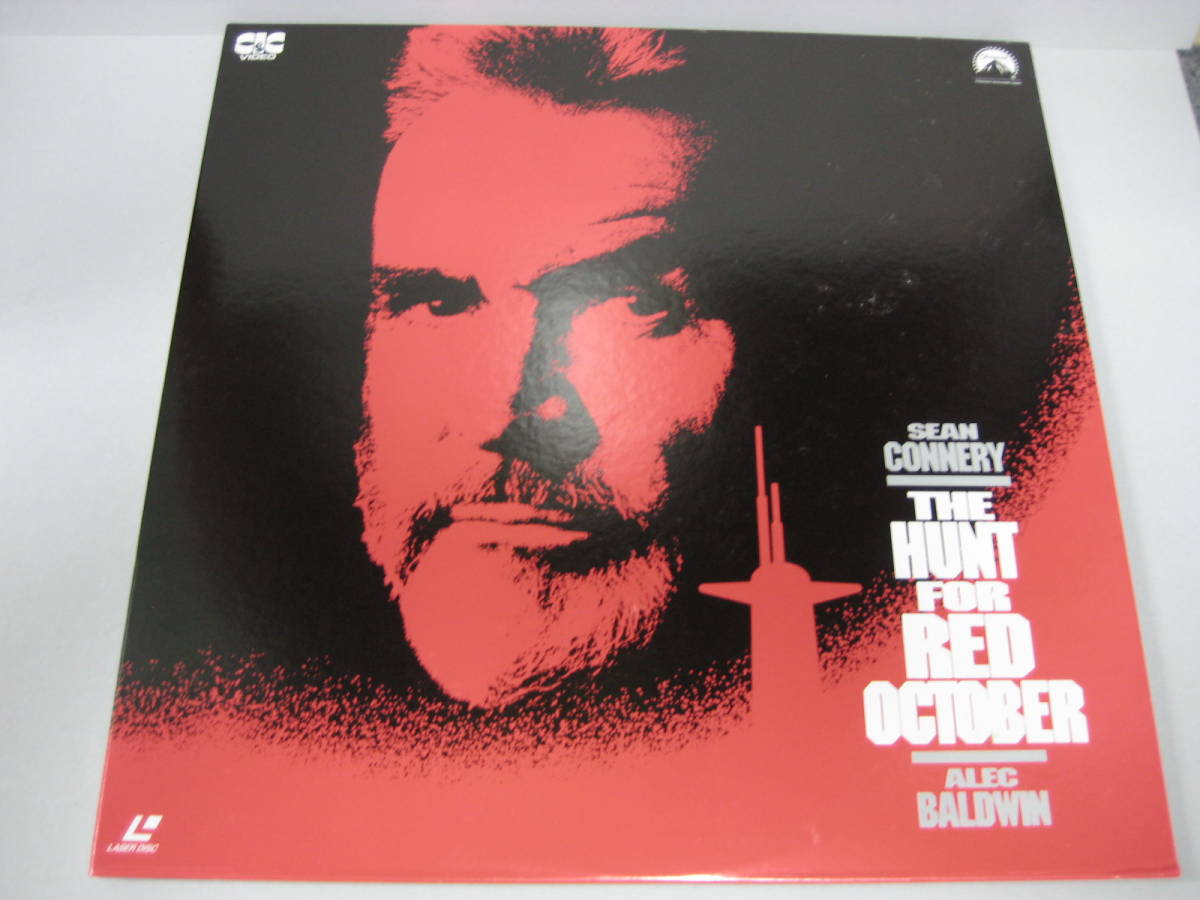 CIC
VIDEO
SEAN
CONNERY
THE
HUNT
FOR
RED
OCTOBER
ALEC
BALDWIN
LASER DISC